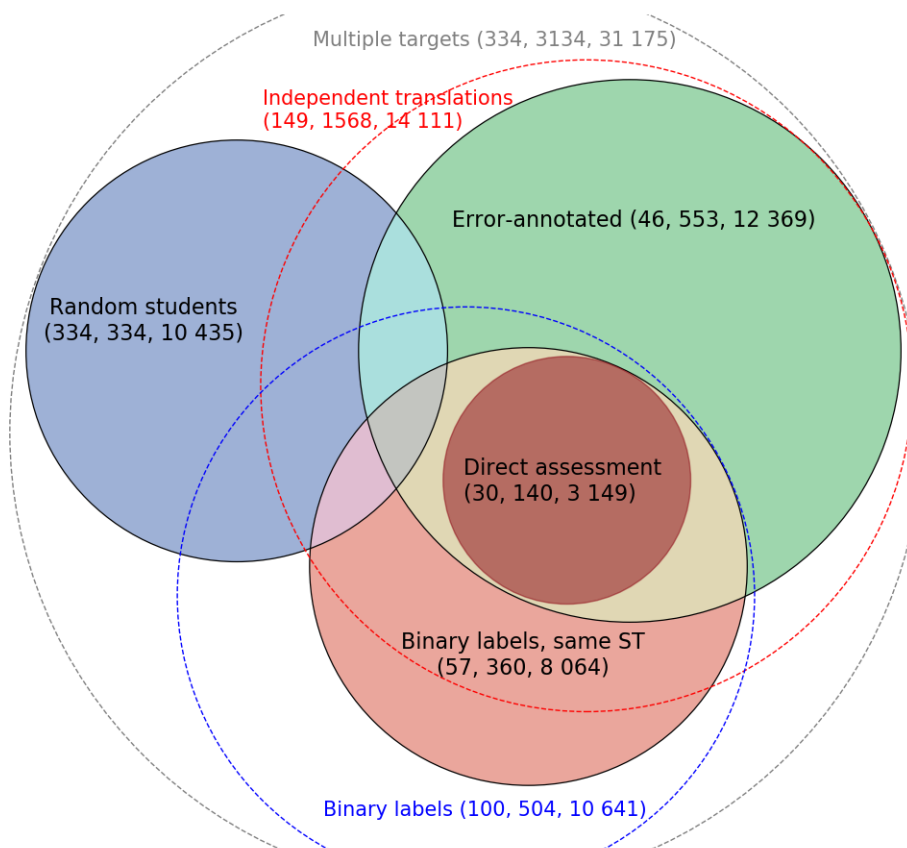 Multiple targets (334, 3134, 31 175)
Independent translations
(149, 1568, 14 111)
Error-annotated (46, 553, 12 369)
Random students
(334, 334, 10 435)
Direct assessment
(30, 140, 3 149)
Binary labels, same ST
(57, 360, 8 064)
Binary labels (100, 504, 10 641)